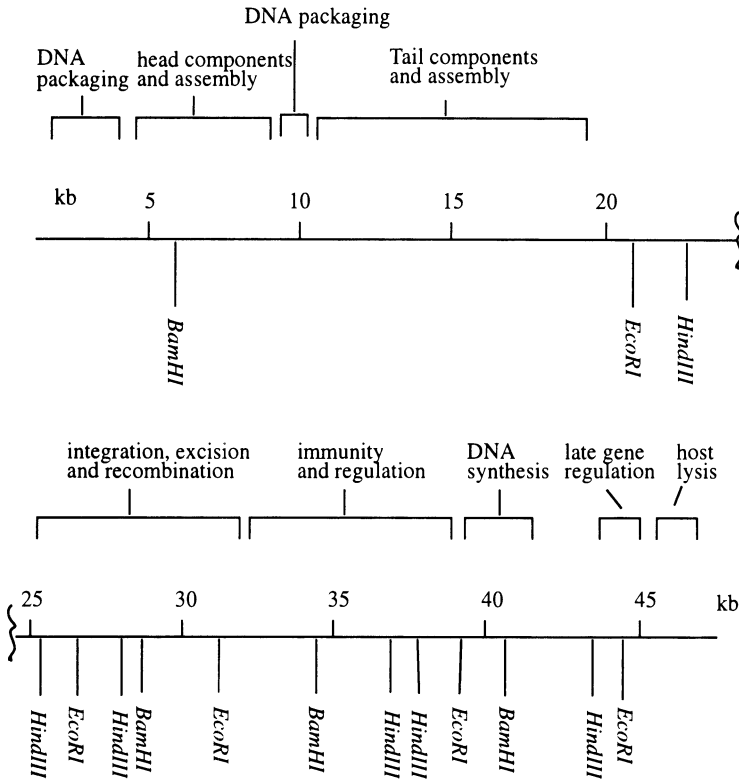 DNA packaging
DNA
packaging
head components
and assembly
Tail components
and assembly
kb
5
10
15
20
BamHI
EcoRI
HindIII
integration, excision
and recombination
immunity
and regulation
DNA
synthesis
late gene
regulation
host
lysis
25
30
35
40
45
kb
HindIII
EcoRI
HindIII
BamHI
EcoRI
BamHI
HindIII
HindIII
EcoRI
BamHI
HindIII
EcoRI